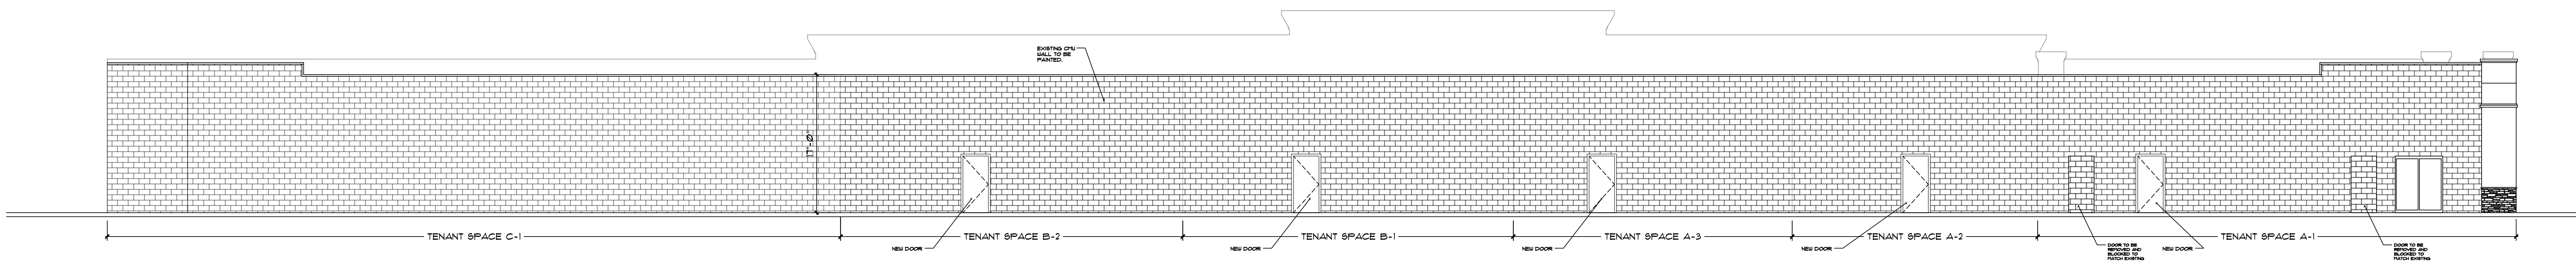 EXISTING CMU
WALL TO BE
PAINTED.
17'-0"
TENANT SPACE C-1
TENANT SPACE B-2
TENANT SPACE B-1
TENANT SPACE A-3
TENANT SPACE A-2
TENANT SPACE A-1
NEW DOOR
NEW DOOR
NEW DOOR
NEW DOOR
DOOR TO BE
REMOVED AND
BLOCKED TO
MATCH EXISTING
NEW DOOR
DOOR TO BE
REMOVED AND
BLOCKED TO
MATCH EXISTING